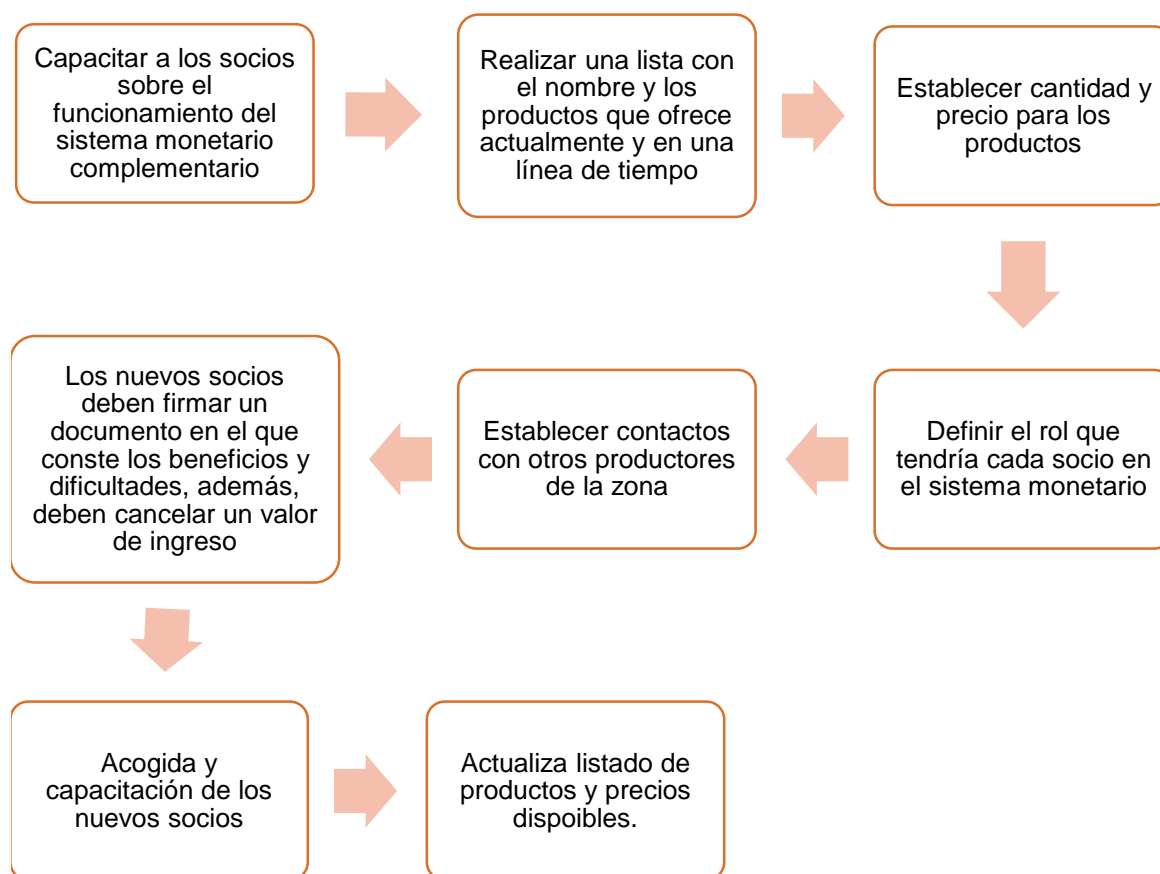 Capacitar a los socios
sobre el
funcionamiento del
sistema monetario
complementario
Realizar una lista con
el nombre y los
productos que ofrece
actualmente y en una
línea de tiempo
Establecer cantidad y
precio para los
productos
Definir el rol que
tendría cada socio en
el sistema monetario
Establecer contactos
con otros productores
de la zona
Los nuevos socios
deben firmar un
documento en el que
conste los beneficios y
dificultades, además,
deben cancelar un valor
de ingreso
Acogida y
capacitación de los
nuevos socios
Actualiza listado de
productos y precios
dispoibles.